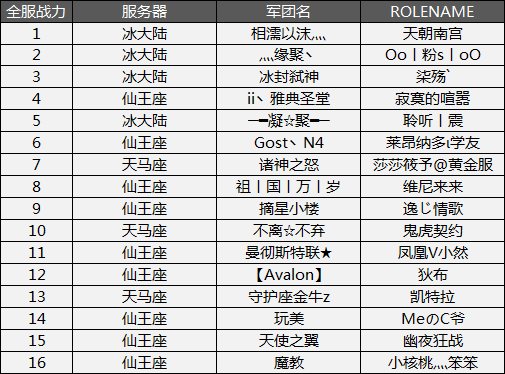 全服战力 服务器 军团名 ROLENAME
1 冰大陆 相濡以沫灬 天朝南宫
2 冰大陆 灬缘聚丶 Oo丨粉s丨oO
3 冰大陆 冰封弑神 柒殇ˋ
4 仙王座 ii丶雅典圣堂 寂寞的喧嚣
5 冰大陆 ─━凝☆聚━─ 聆听丨震
6 仙王座 Gost丶N4 莱昂纳多ι学友
7 天马座 诸神之怒 莎莎筱予@黄金服
8 仙王座 祖丨国丨万丨岁 维尼来来
9 仙王座 摘星小楼 逸じ情歌
10 天马座 不离☆不弃 鬼虎契约
11 仙王座 曼彻斯特联★ 凤凰V小然
12 仙王座 【Avalon】 狄布
13 天马座 守护座金牛z 凯特拉
14 仙王座 玩美 MeのC爷
15 仙王座 天使之翼 幽夜狂战
16 仙王座 魔教 小核桃灬笨笨